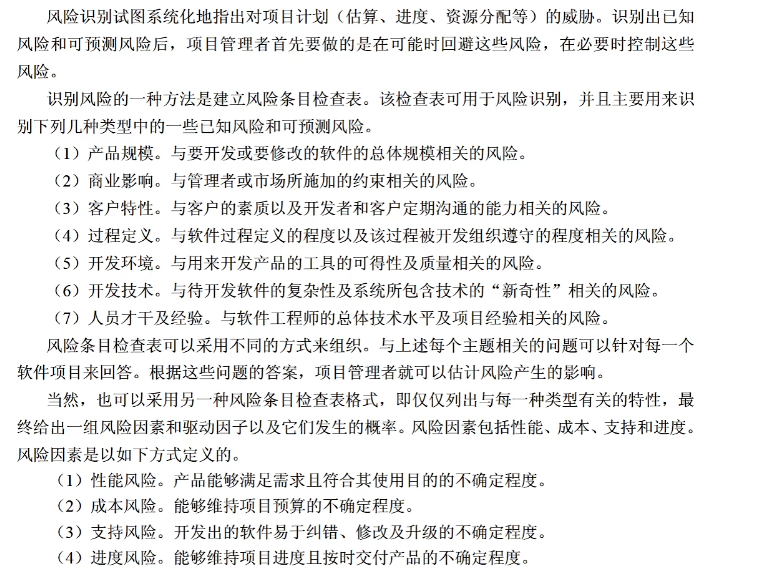 风险识别试图系统化地指出对项目计划（估算、进度、资源分配等）的威胁。识别出已知
风险和可预测风险后，项目管理者首先要做的是在可能时回避这些风险，在必要时控制这些
风险。
识别风险的一种方法是建立风险条目检查表。该检查表可用于风险识别，并且主要用来识
别下列几种类型中的一些已知风险和可预测风险。
（1）产品规模。与要开发或要修改的软件的总体规模相关的风险。
（2）商业影响。与管理者或市场所施加的约束相关的风险。
（3）客户特性。与客户的素质以及开发者和客户定期沟通的能力相关的风险。
（4）过程定义。与软件过程定义的程度以及该过程被开发组织遵守的程度相关的风险。
（5）开发环境。与用来开发产品的工具的可得性及质量相关的风险。
（6）开发技术。与待开发软件的复杂性及系统所包含技术的“新奇性”相关的风险。
（7）人员才干及经验。与软件工程师的总体技术水平及项目经验相关的风险。
风险条目检查表可以采用不同的方式来组织。与上述每个主题相关的问题可以针对每一个
软件项目来回答。根据这些问题的答案，项目管理者就可以估计风险产生的影响。
当然，也可以采用另一种风险条目检查表格式，即仅仅列出与每一种类型有关的特性，最
终给出一组风险因素和驱动因子以及它们发生的概率。风险因素包括性能、成本、支持和进度。
风险因素是以如下方式定义的。
（1）性能风险。产品能够满足需求且符合其使用目的的不确定程度。
（2）成本风险。能够维持项目预算的不确定程度。
（3）支持风险。开发出的软件易于纠错、修改及升级的不确定程度。
（4）进度风险。能够维持项目进度且按时交付产品的不确定程度。